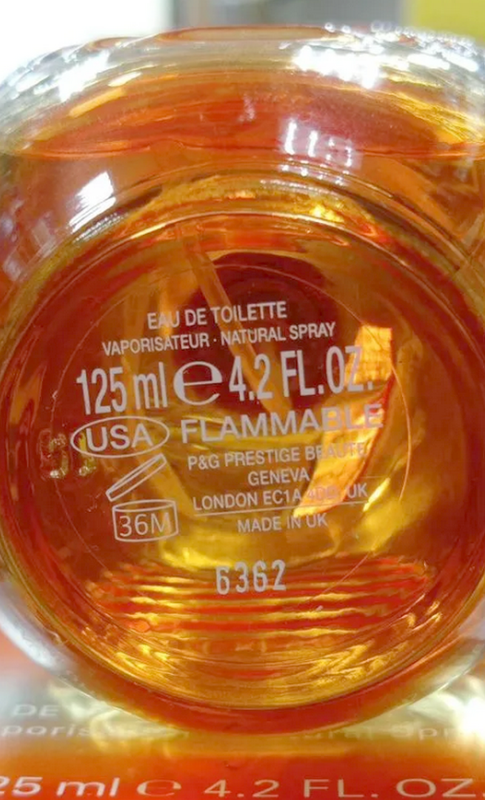 EAU DE TOILETTE
VAPORISATEUR · NATURAL SPRAY
125 ml e 4.2 FL.OZ.
USA FLAMMABLE
P&G PRESTIGE BEAUTE
GENEVA
LONDON EC1A UK
36M
MADE IN UK
6362
DE
25 ml e 4.2 FL. OZ.